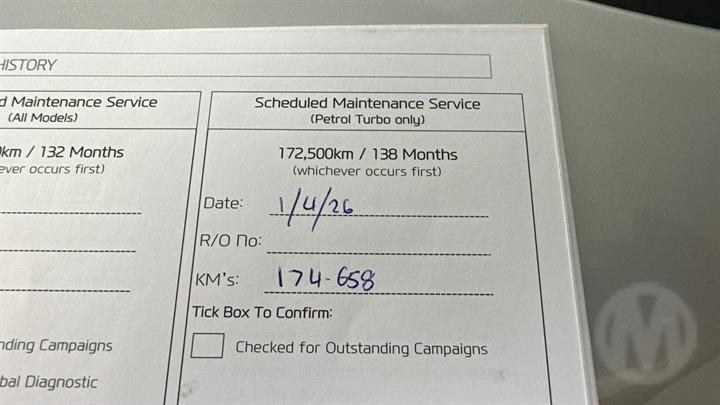 HISTORY
d Maintenance Service
(All Models)
km / 132 Months
ever occurs first)
nding Campaigns
bal Diagnostic
Scheduled Maintenance Service
(Petrol Turbo only)
172,500km / 138 Months
(whichever occurs first)
Date: 1/4/26
R/O No:
KM's: 174-658
Tick Box To Confirm:
Checked for Outstanding Campaigns
M